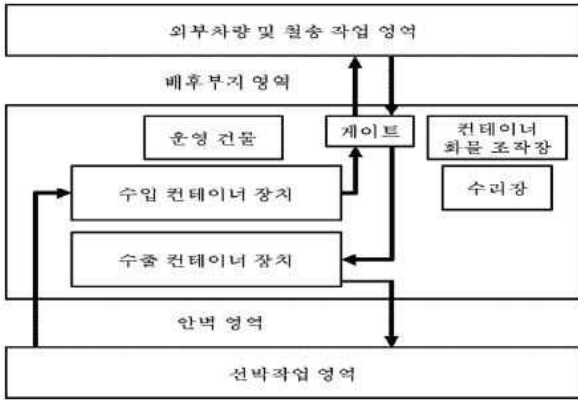 외부차량 및 철송 작업 영역
배후부지 영역
운영 건물
게이트
컨테이너
화물 조작장
수입 컨테이너 장치
수리장
수출 컨테이너 장치
안벽 영역
선박작업 영역